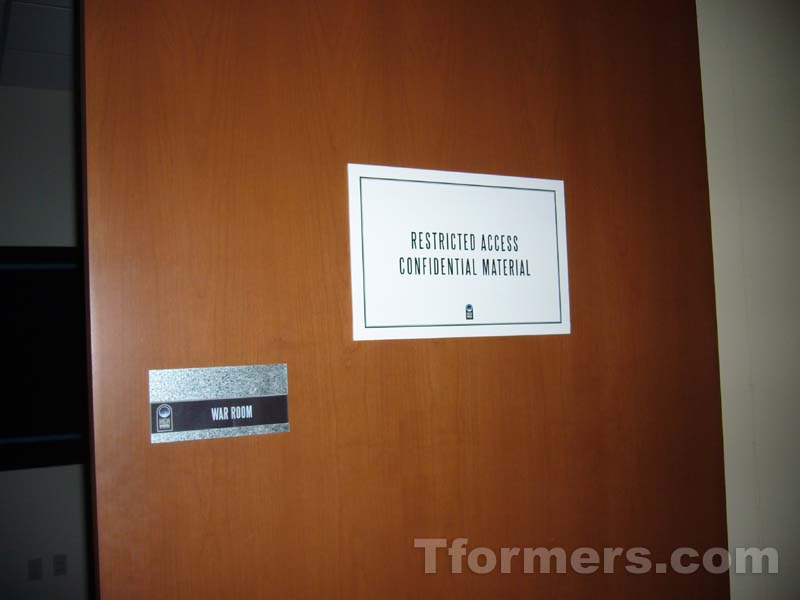 RESTRICTED ACCESS
CONFIDENTIAL MATERIAL
WAR ROOM
Tformers.com